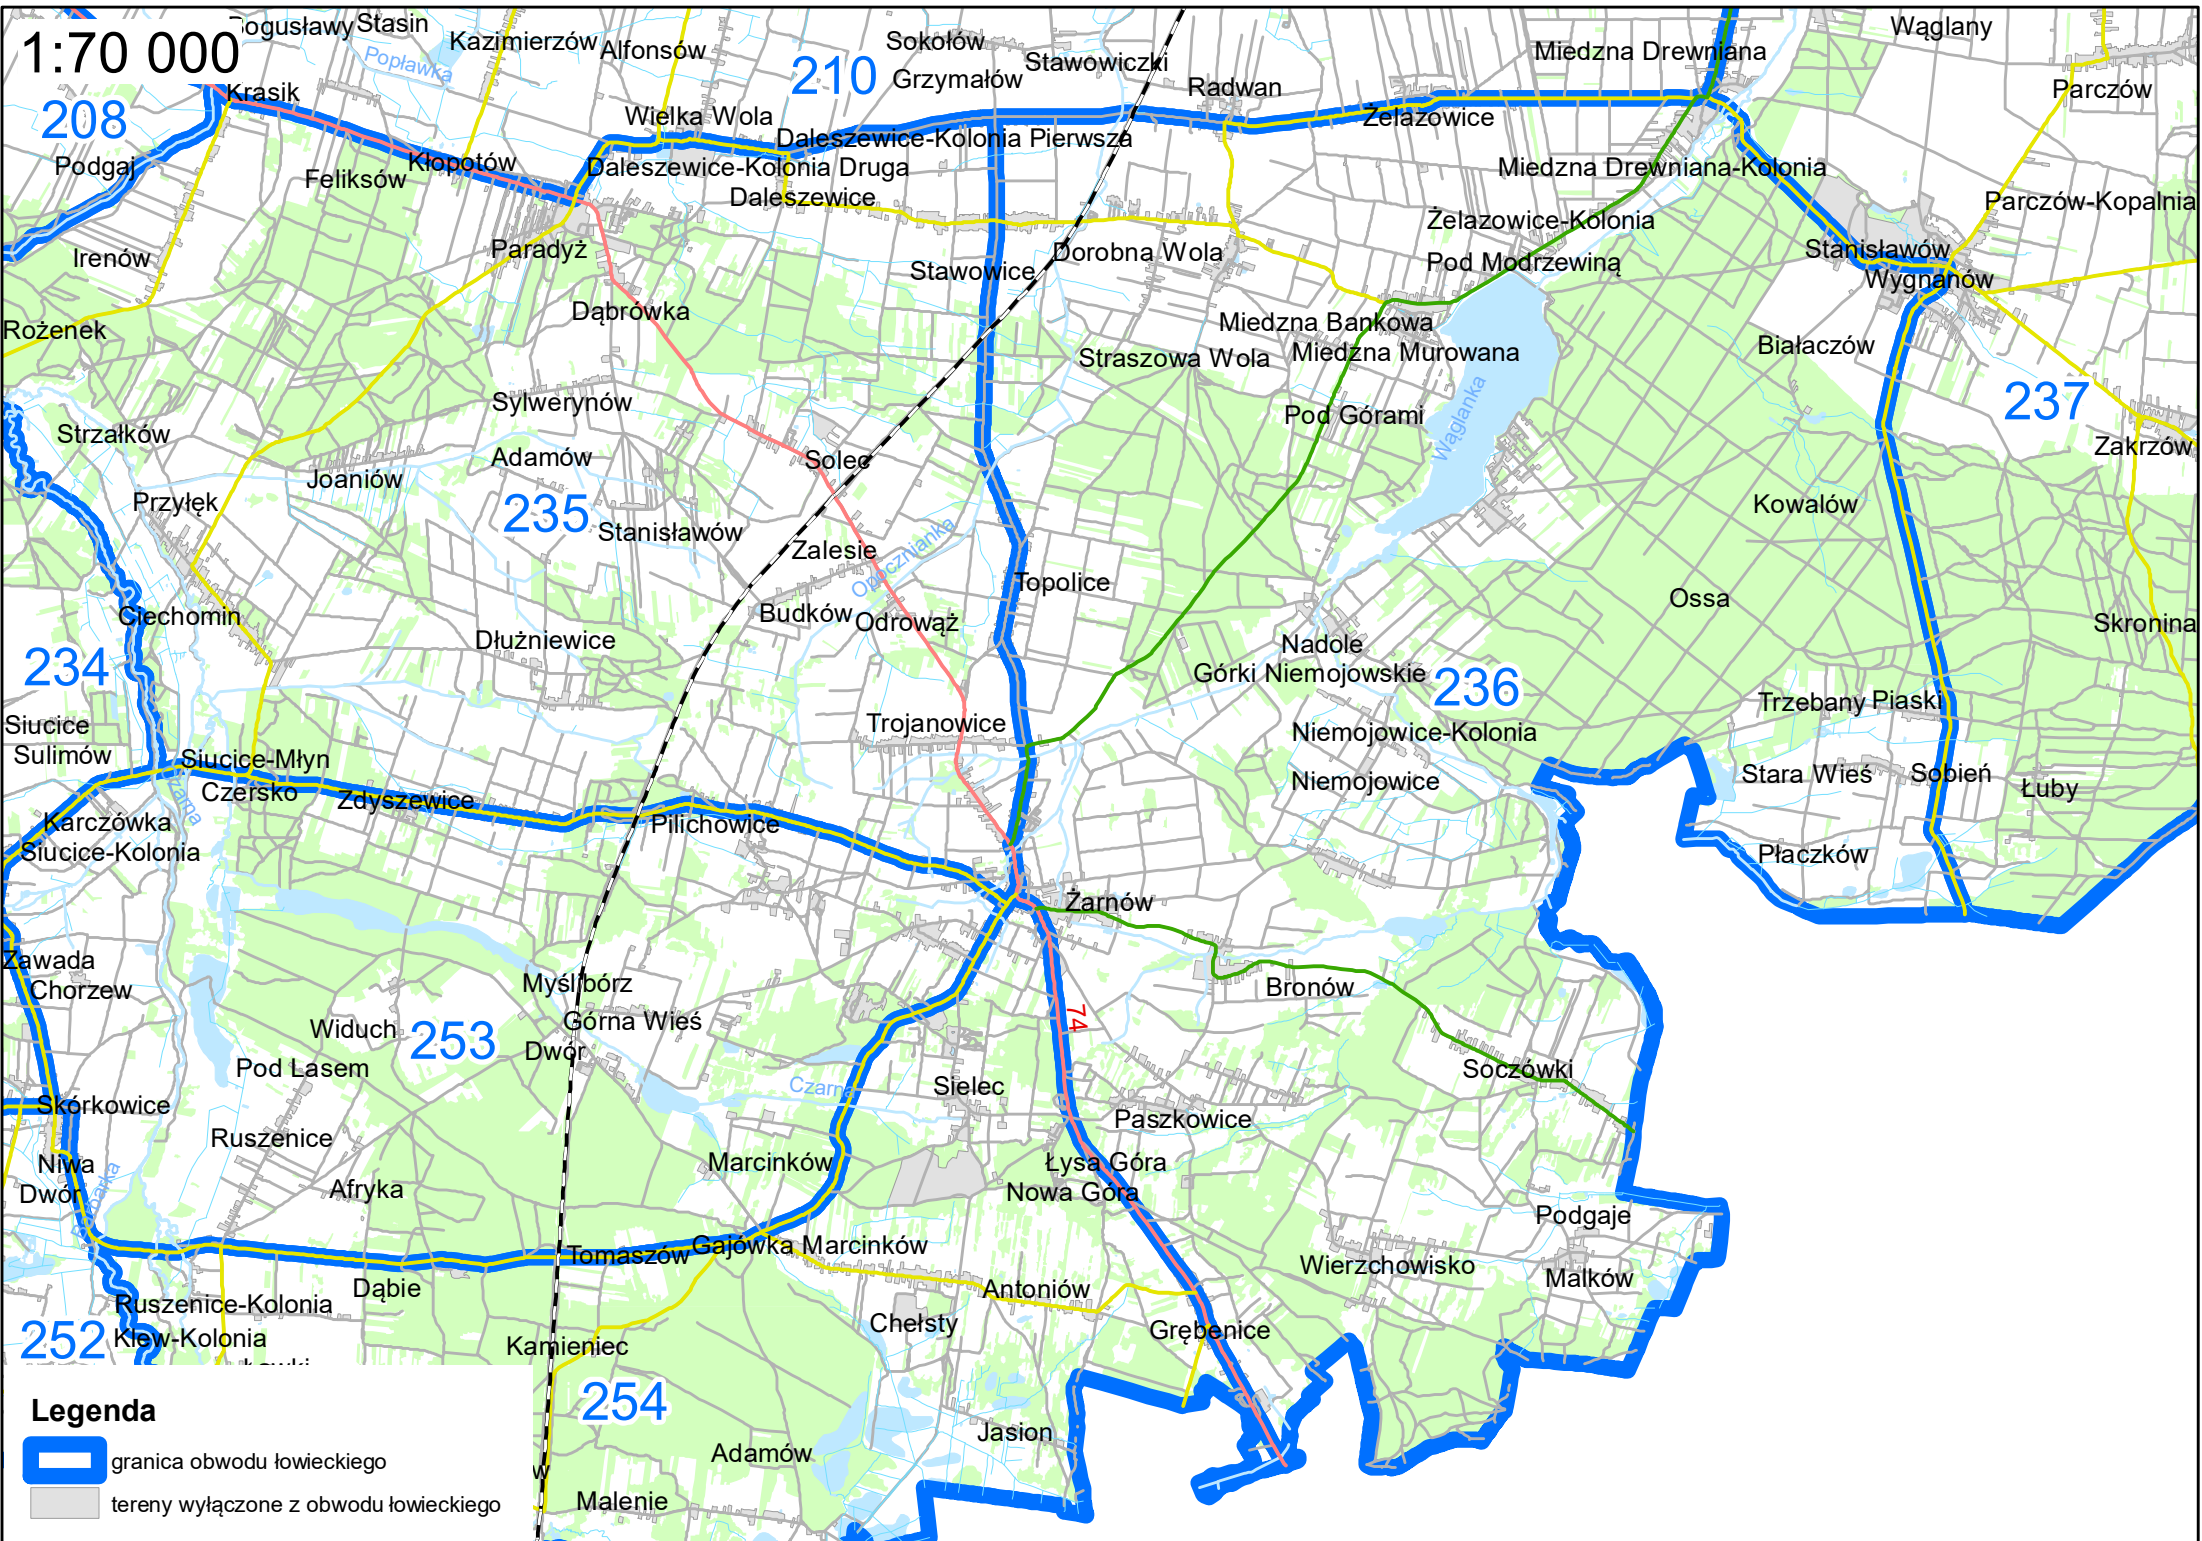 1:70 000
Bogusławy Stasin
Kazimierzów
Alfonsów
Popławka
Sokołów
Grzymałów
Stawowiczki
Radwan
Miedzna Drewniana
Wąglany
Parczów
210
208
Krasik
Podgaj
Wielka Wola
Daleszewice-Kolonia Pierwsza
Żelazowice
Kłopotów
Feliksów
Daleszewice-Kolonia Druga
Daleszewice
Miedzna Drewniana-Kolonia
Parczów-Kopalnia
Irenów
Paradyż
Stawowice
Dorobna Wola
Żelazowice-Kolonia
Pod Modrzewiną
Stanisławów
Wygnanów
Rożenek
Dąbrówka
Miedzna Bankowa
Straszowa Wola
Miedzna Murowana
Białaczów
237
Sylwerynów
Pod Górami
Wąglanka
Strzałków
Adamów
Solec
Zakrzów
Joaniów
Przyłęk
235
Stanisławów
Zalesie
Opocznianka
Kowalów
Topolice
Ossa
Ciechomin
Budków
Odrowąż
Skronina
Dłużniewice
Nadole
234
Górki Niemojowskie
236
Trzebany
Piaski
Siucice
Sulimów
Trojanowice
Niemojowice-Kolonia
Siucice-Młyn
Czersko
Zdyszewice
Niemojowice
Stara Wieś
Sobień
Łuby
Czarna
Karczówka
Siucice-Kolonia
Pilichowice
Płaczków
Żarnów
Zawada
Chorzew
Myślibórz
Bronów
Widuch
253
Górna Wieś
Dwór
74
Pod Lasem
Czarna
Sielec
Soczówki
Skórkowice
Paszkowice
Ruszenice
Niwa
Dwór
Marcinków
Łysa Góra
Nowa Góra
Afryka
Podgaje
Tomaszów
Gajówka Marcinków
Wierzchowisko
Malków
Dąbie
Antoniów
Ruszenice-Kolonia
Chełsty
252
Klew-Kolonia
Kamieniec
Grębenice
254
Jasion
Adamów
Malenie
Legenda
granica obwodu łowieckiego
tereny wyłączone z obwodu łowieckiego